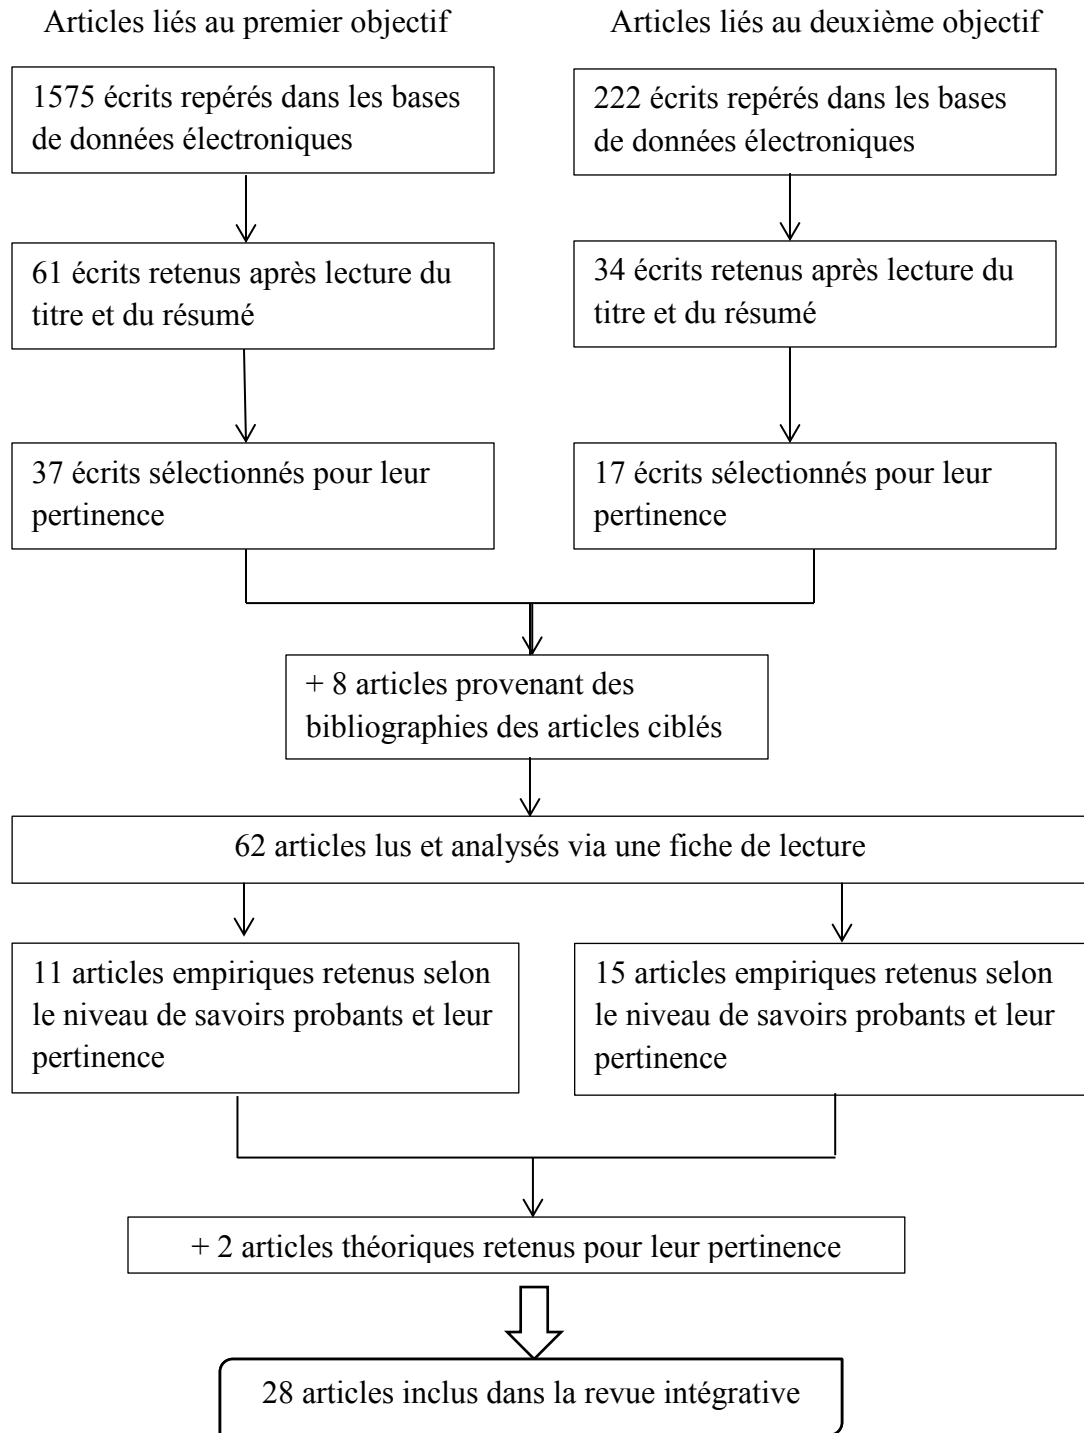 Articles liés au premier objectif
Articles liés au deuxième objectif
1575 écrits repérés dans les bases
de données électroniques
222 écrits repérés dans les bases
de données électroniques
61 écrits retenus après lecture du
titre et du résumé
34 écrits retenus après lecture du
titre et du résumé
37 écrits sélectionnés pour leur
pertinence
17 écrits sélectionnés pour leur
pertinence
+ 8 articles provenant des
bibliographies des articles ciblés
62 articles lus et analysés via une fiche de lecture
11 articles empiriques retenus selon
le niveau de savoirs probants et leur
pertinence
15 articles empiriques retenus selon
le niveau de savoirs probants et leur
pertinence
+ 2 articles théoriques retenus pour leur pertinence
28 articles inclus dans la revue intégrative